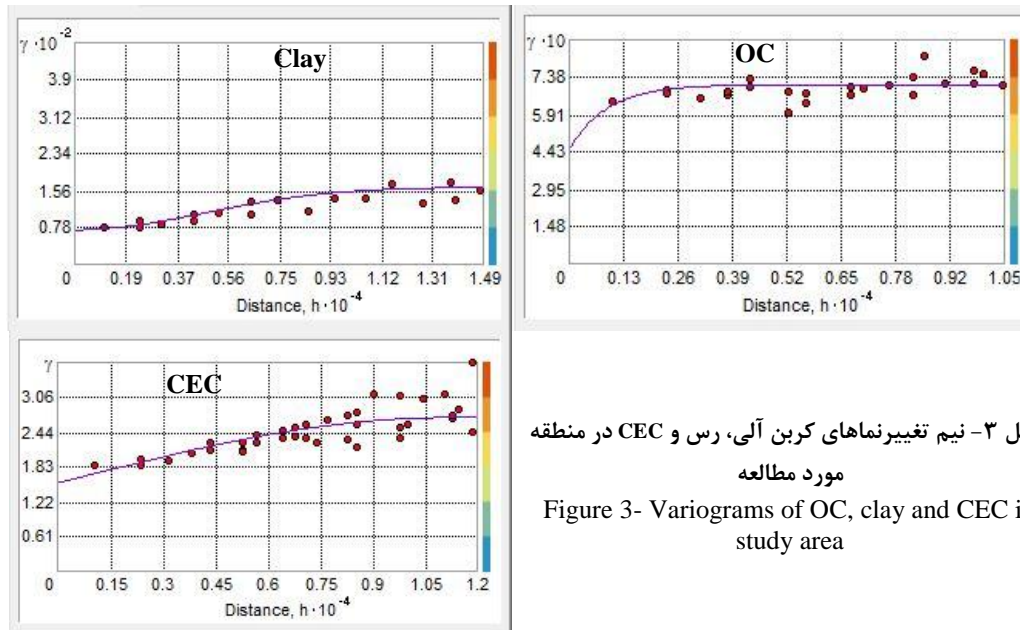 γ·10⁻²
Clay
3.9
3.12
2.34
1.56
0.78
0 0.19 0.37 0.56 0.75 0.93 1.12 1.31 1.49
Distance, h·10⁻⁴
γ·10
OC
7.38
5.91
4.43
2.95
1.48
0 0.13 0.26 0.39 0.52 0.65 0.78 0.92 1.05
Distance, h·10⁻⁴
γ
CEC
3.06
2.44
1.83
1.22
0.61
0 0.15 0.3 0.45 0.6 0.75 0.9 1.05 1.2
Distance, h·10⁻⁴
ل ۳- نیم تغییرنماهای کربن آلی، رس و CEC در منطقه
مورد مطالعه
Figure 3- Variograms of OC, clay and CEC i
study area